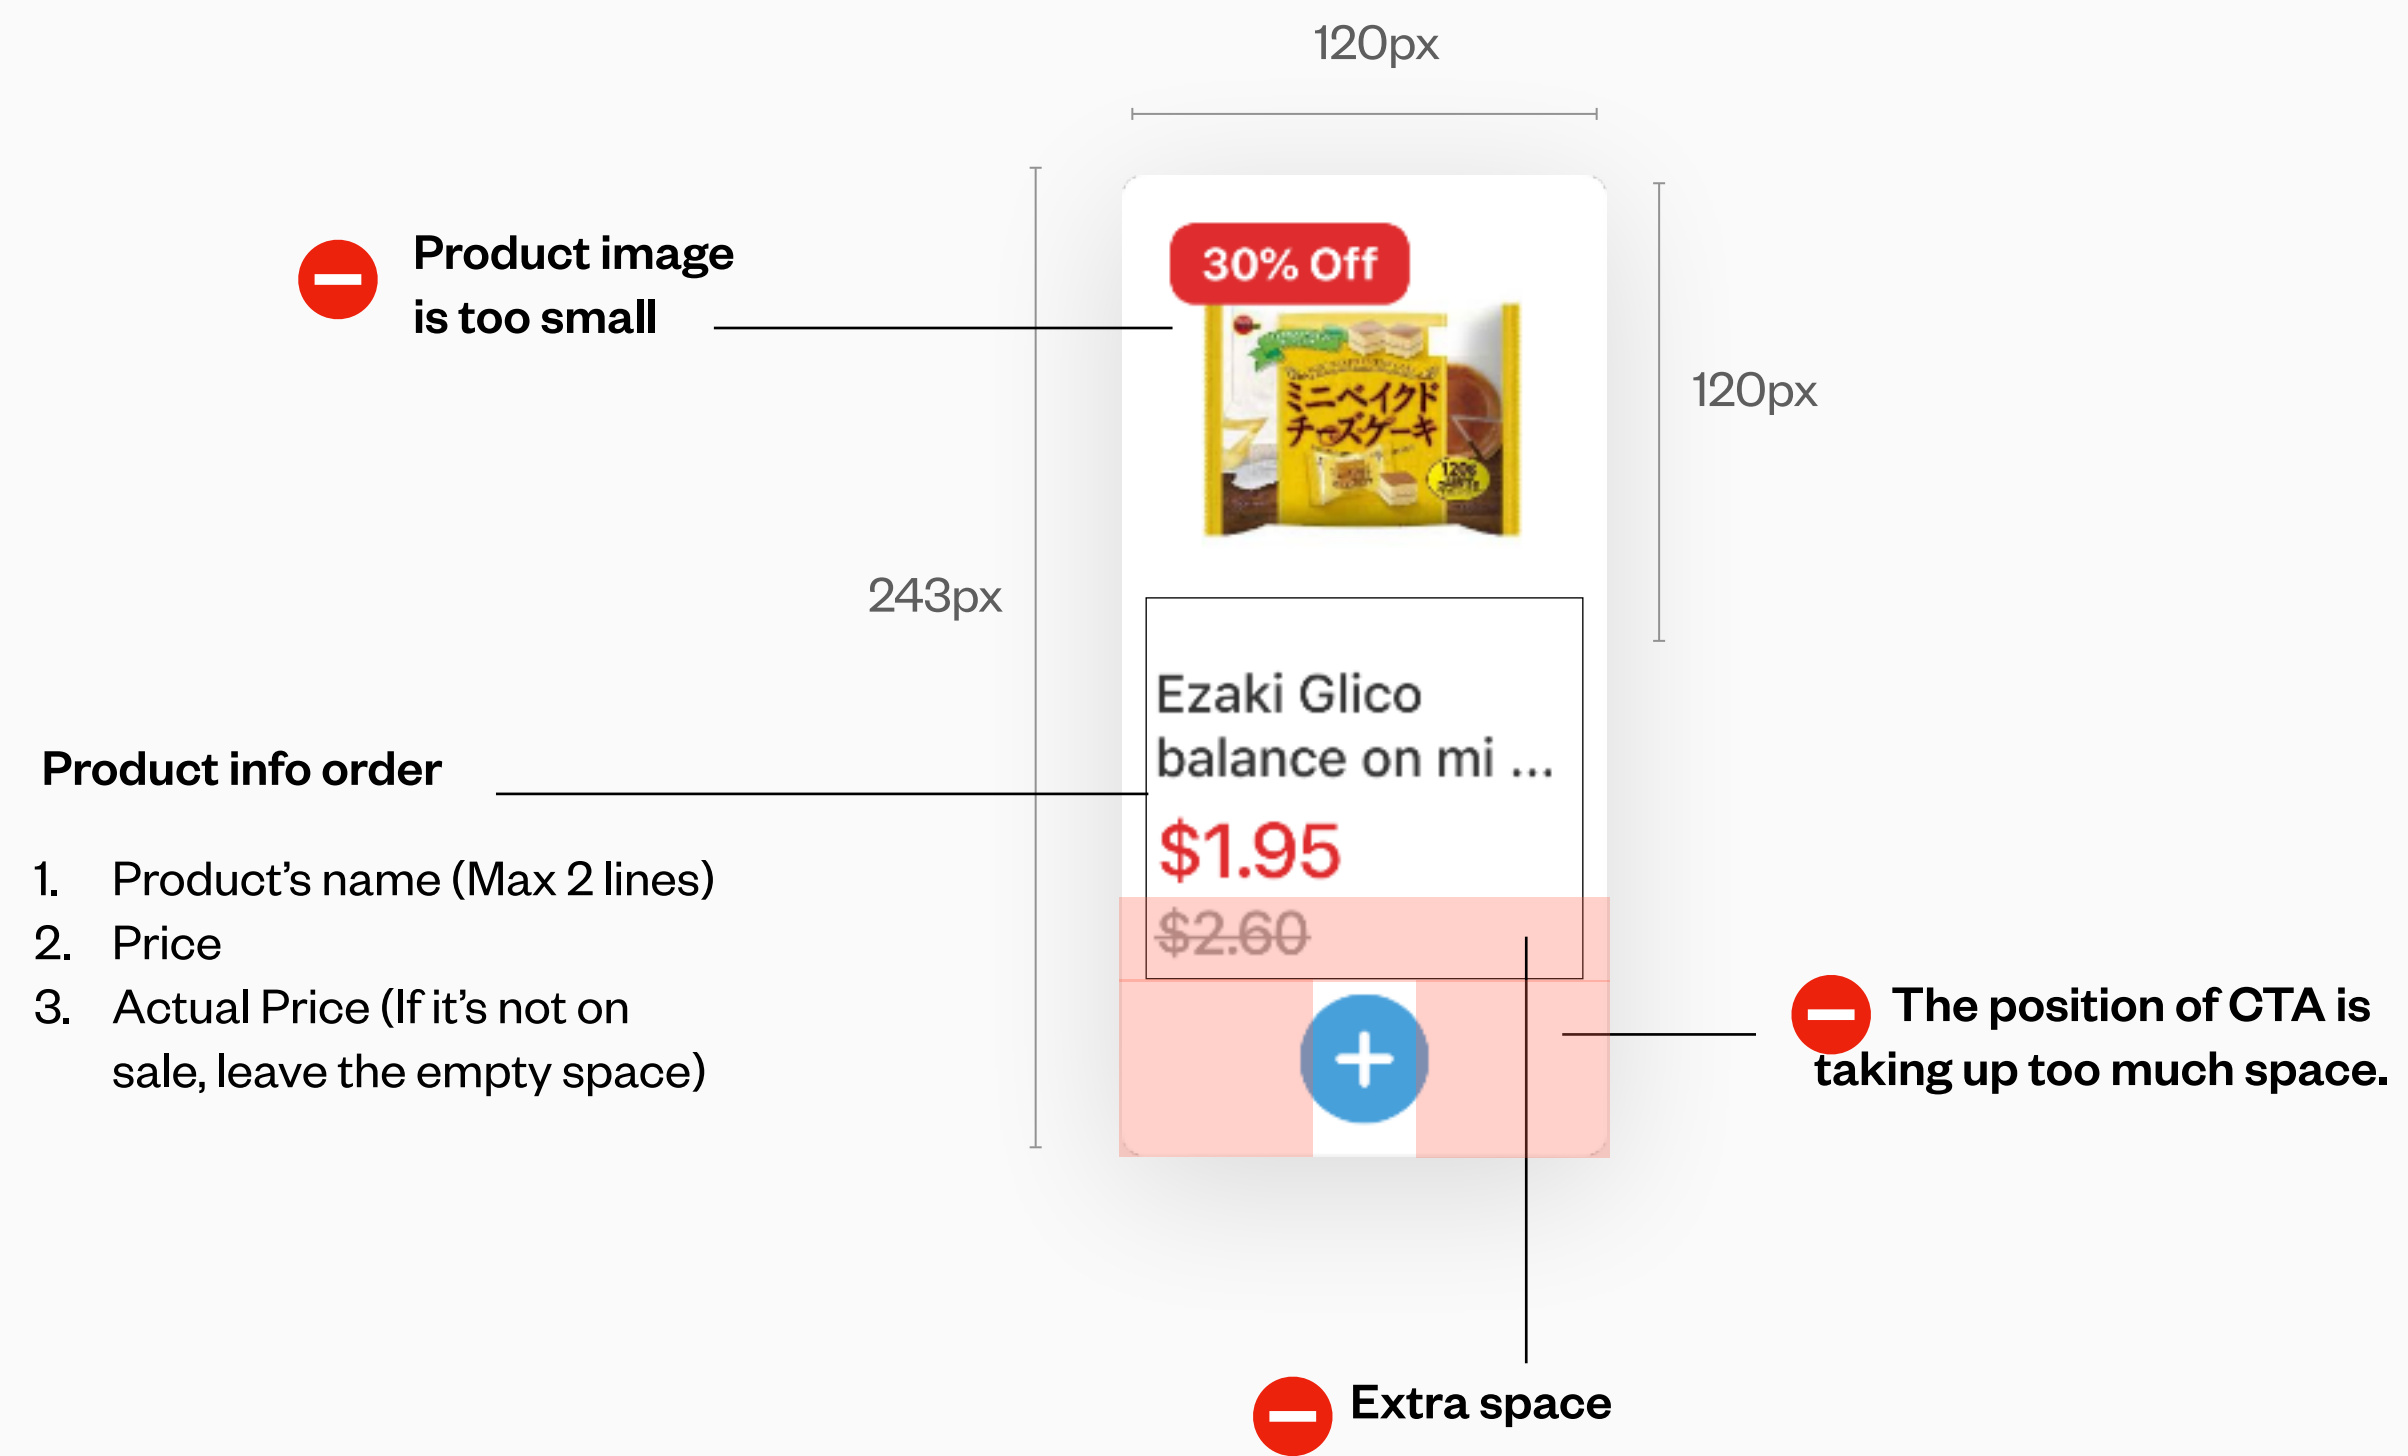 120px
Product image
is too small
30% Off
120px
ミニベイクド
チーズケーキ
120g
243px
Ezaki Glico
balance on mi ...
$1.95
$2.60
Product info order
1. Product’s name (Max 2 lines)
2. Price
3. Actual Price (If it’s not on
sale, leave the empty space)
The position of CTA is
taking up too much space.
Extra space